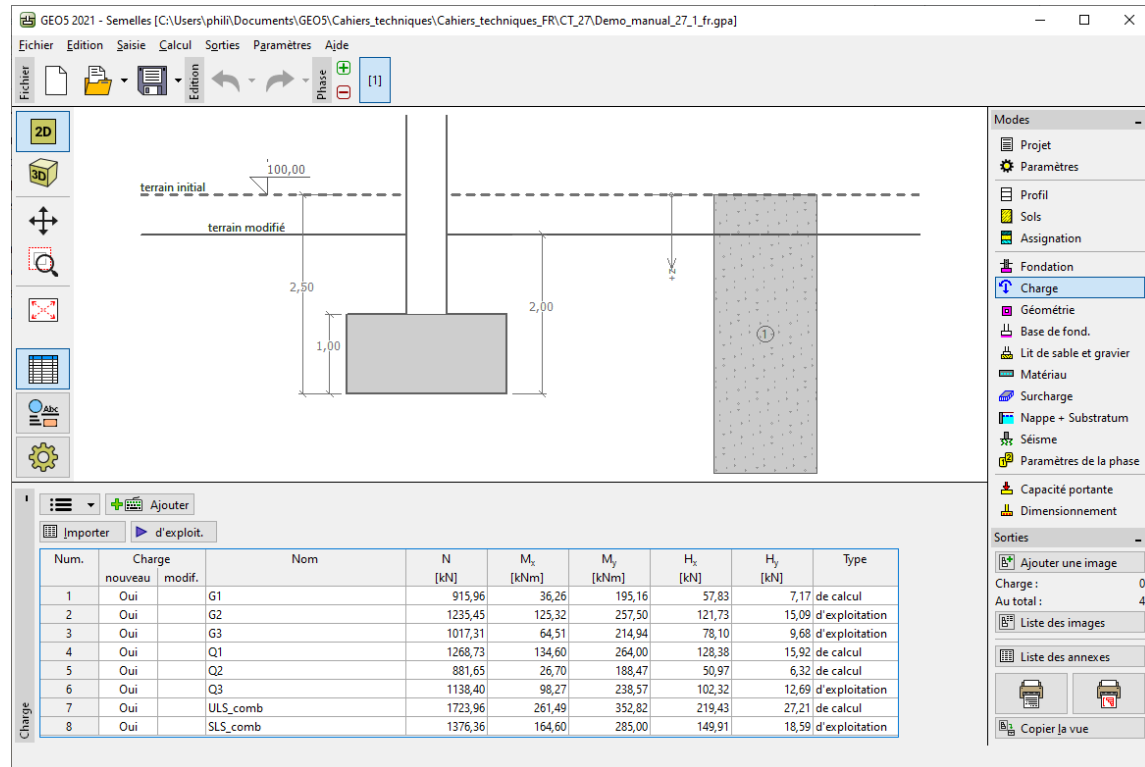 GEO5 2021 - Semelles [C:\Users\phili\Documents\GEO5\Cahiers_techniques\Cahiers_techniques_FR\CT_27\Demo_manual_27_1_fr.gpa]
Fichier Edition Saisie Calcul Sorties Paramètres Aide
Fichier
Edition
Phase
[1]
2D
3D
Abc
100,00
terrain initial
terrain modifié
2,50
2,00
1,00
+z
1
Modes
Projet
Paramètres
Profil
Sols
Assignation
Fondation
Charge
Géométrie
Base de fond.
Lit de sable et gravier
Matériau
Surcharge
Nappe + Substratum
Séisme
Paramètres de la phase
Capacité portante
Dimensionnement
Sorties
Ajouter une image
Charge : 0
Au total : 4
Liste des images
Liste des annexes
Copier la vue
Charge
Ajouter
Importer d'exploit.
Num. Charge Nom N Mx My Hx Hy Type
nouveau modif. [kN] [kNm] [kNm] [kN] [kN]
1 Oui G1 915,96 36,26 195,16 57,83 7,17 de calcul
2 Oui G2 1235,45 125,32 257,50 121,73 15,09 d'exploitation
3 Oui G3 1017,31 64,51 214,94 78,10 9,68 d'exploitation
4 Oui Q1 1268,73 134,60 264,00 128,38 15,92 de calcul
5 Oui Q2 881,65 26,70 188,47 50,97 6,32 de calcul
6 Oui Q3 1138,40 98,27 238,57 102,32 12,69 d'exploitation
7 Oui ULS_comb 1723,96 261,49 352,82 219,43 27,21 de calcul
8 Oui SLS_comb 1376,36 164,60 285,00 149,91 18,59 d'exploitation